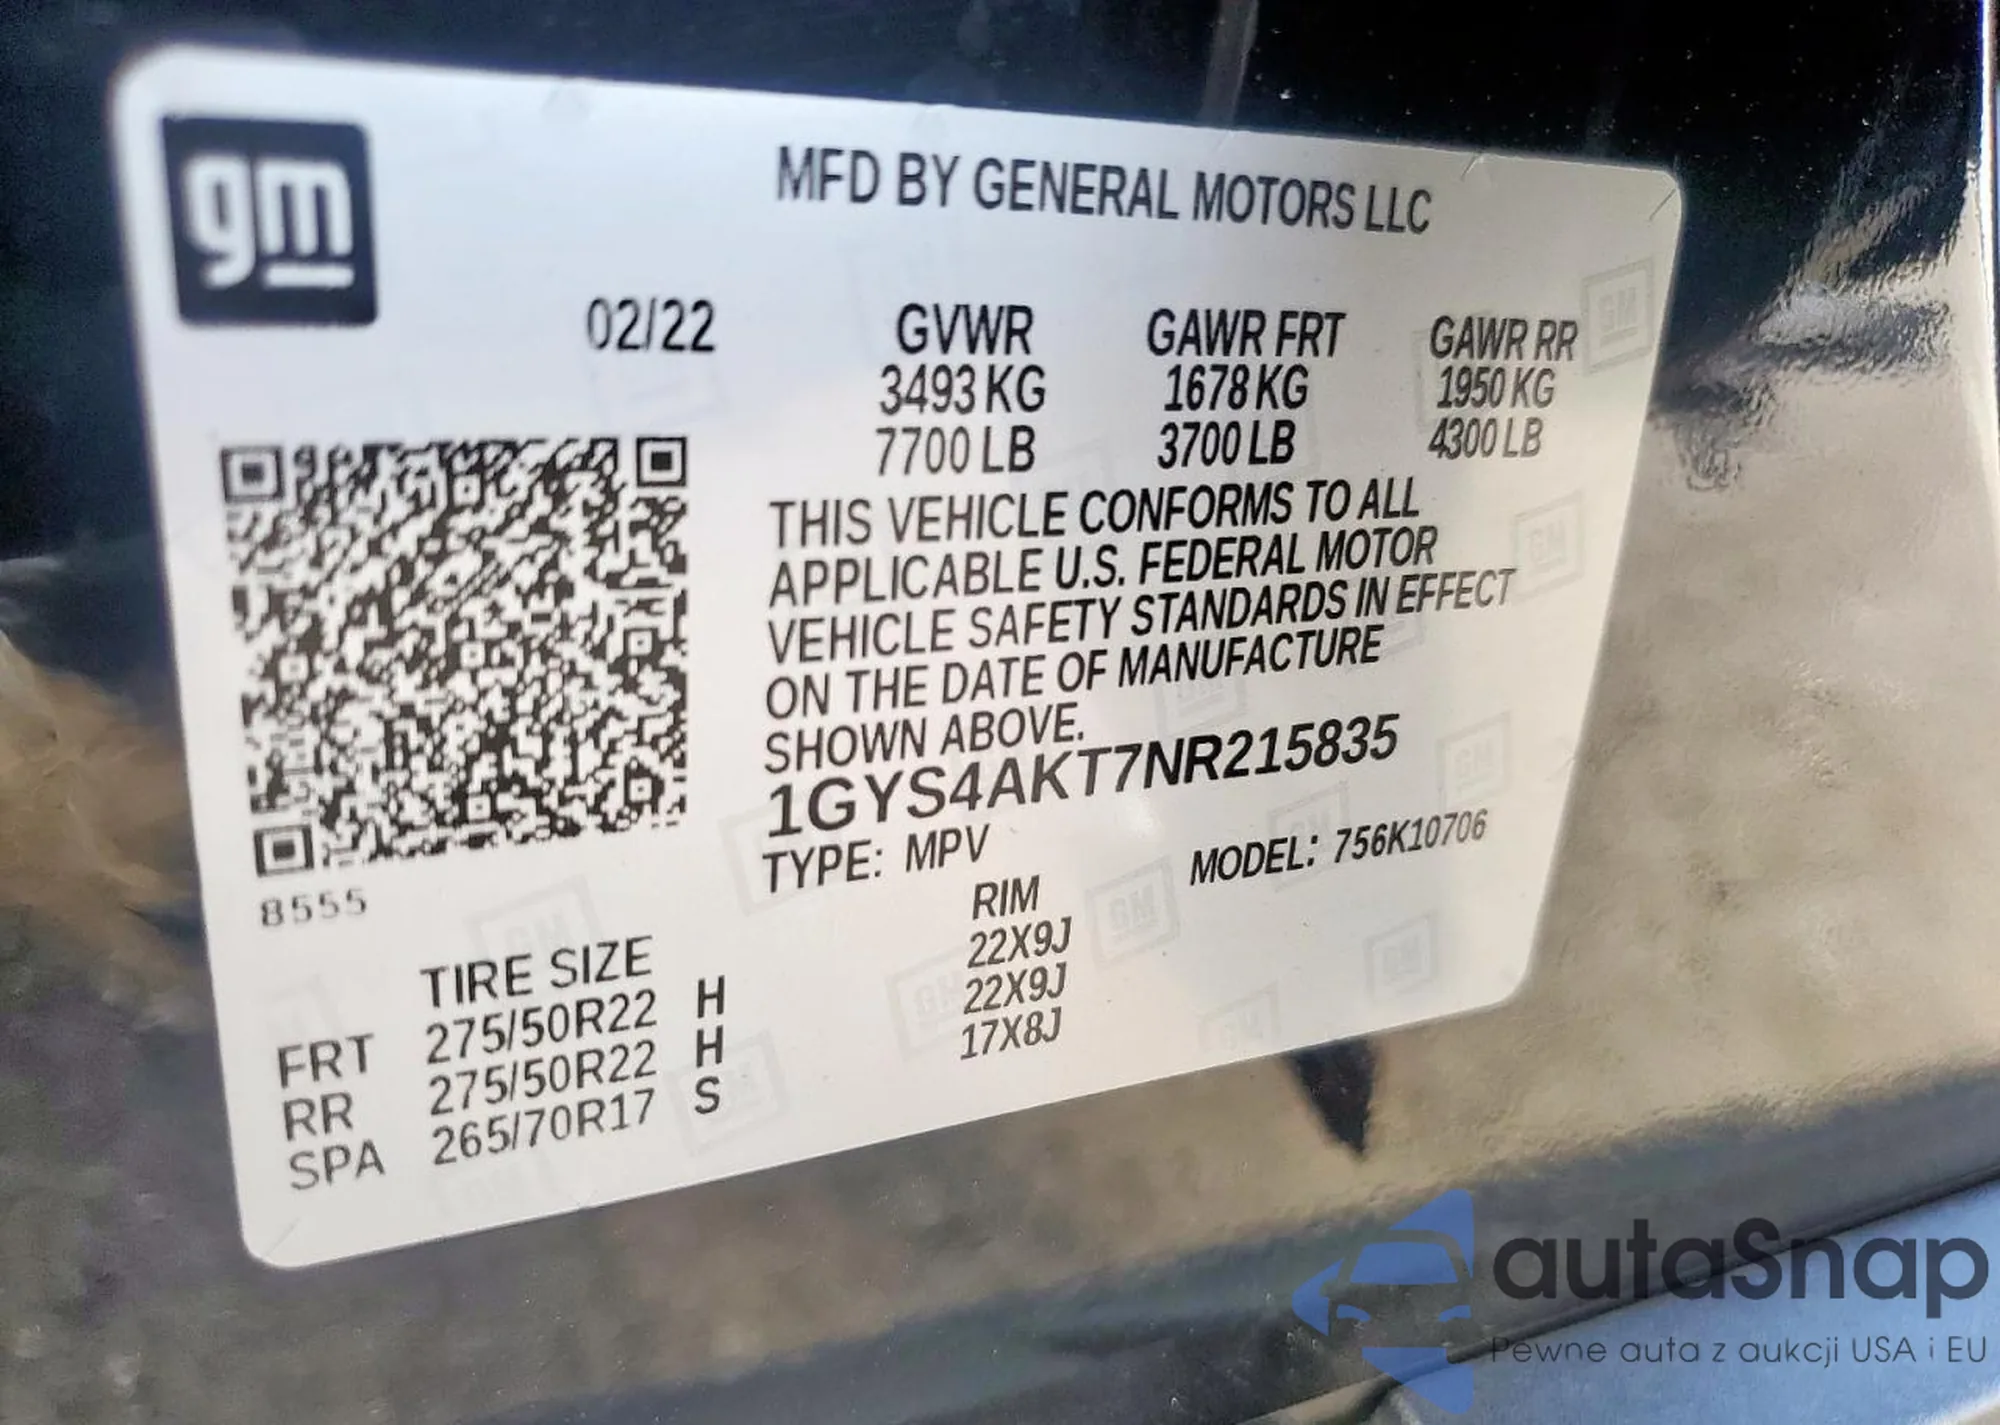 gm
MFD BY GENERAL MOTORS LLC
02/22 GVWR GAWR FRT GAWR RR
3493 KG 1678 KG 1950 KG
7700 LB 3700 LB 4300 LB
THIS VEHICLE CONFORMS TO ALL
APPLICABLE U.S. FEDERAL MOTOR
VEHICLE SAFETY STANDARDS IN EFFECT
ON THE DATE OF MANUFACTURE
SHOWN ABOVE.
1GYS4AKT7NR215835
TYPE: MPV MODEL: 756K10706
8555
TIRE SIZE RIM
FRT 275/50R22 H 22X9J
RR 275/50R22 H 22X9J
SPA 265/70R17 S 17X8J
autaSnap
Pewne auta z aukcji USA i EU